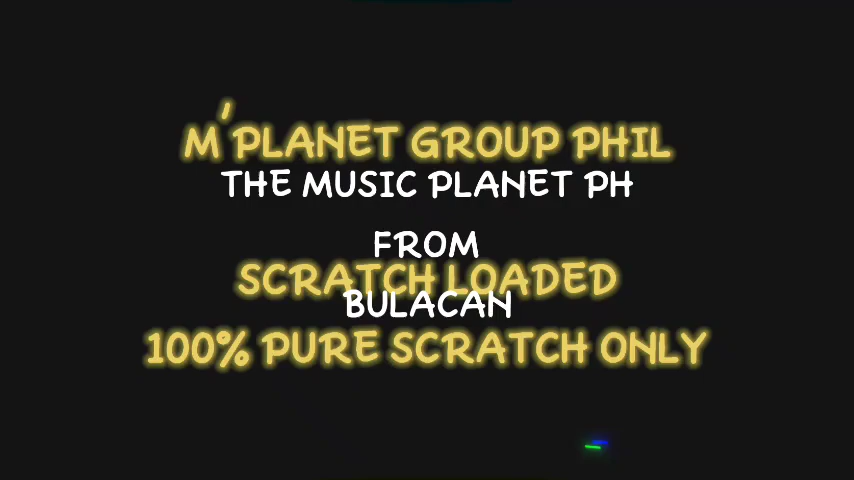 M'PLANET GROUP PHIL
THE MUSIC PLANET PH
FROM
SCRATCH LOADED
BULACAN
100% PURE SCRATCH ONLY